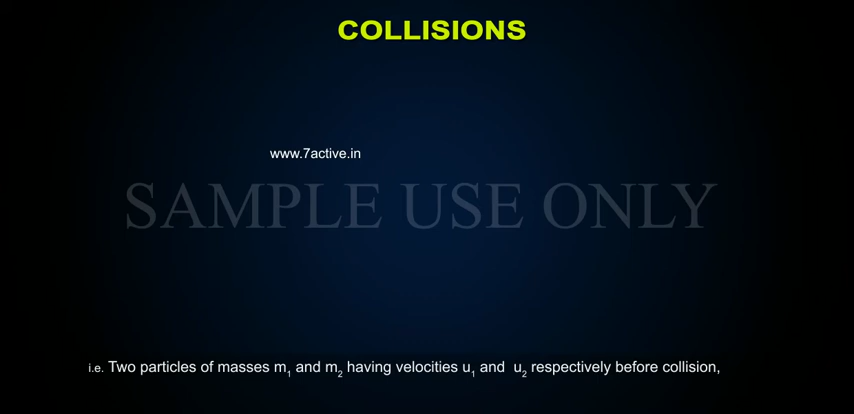 COLLISIONS
www.7active.in
SAMPLE USE ONLY
i.e. Two particles of masses m₁ and m₂ having velocities u₁ and u₂ respectively before collision,